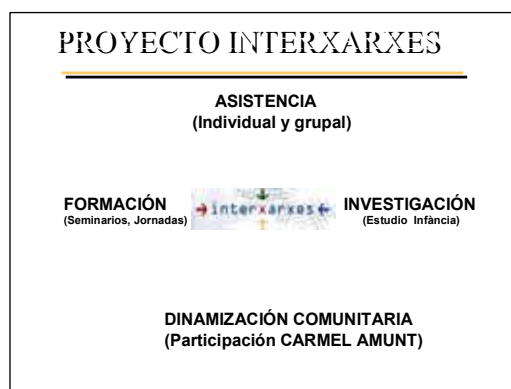 PROYECTO INTERXARXES
ASISTENCIA
(Individual y grupal)
FORMACIÓN
(Seminarios, Jornadas)
interxarxes
INVESTIGACIÓN
(Estudio Infància)
DINAMIZACIÓN COMUNITARIA
(Participación CARMEL AMUNT)